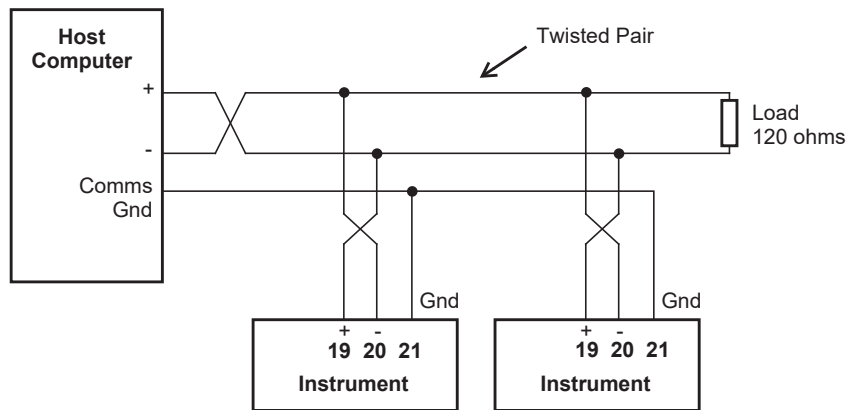 Host
Computer
Twisted Pair
+
-
Load
120 ohms
Comms
Gnd
Gnd
Gnd
+ -
19 20 21
Instrument
+ -
19 20 21
Instrument